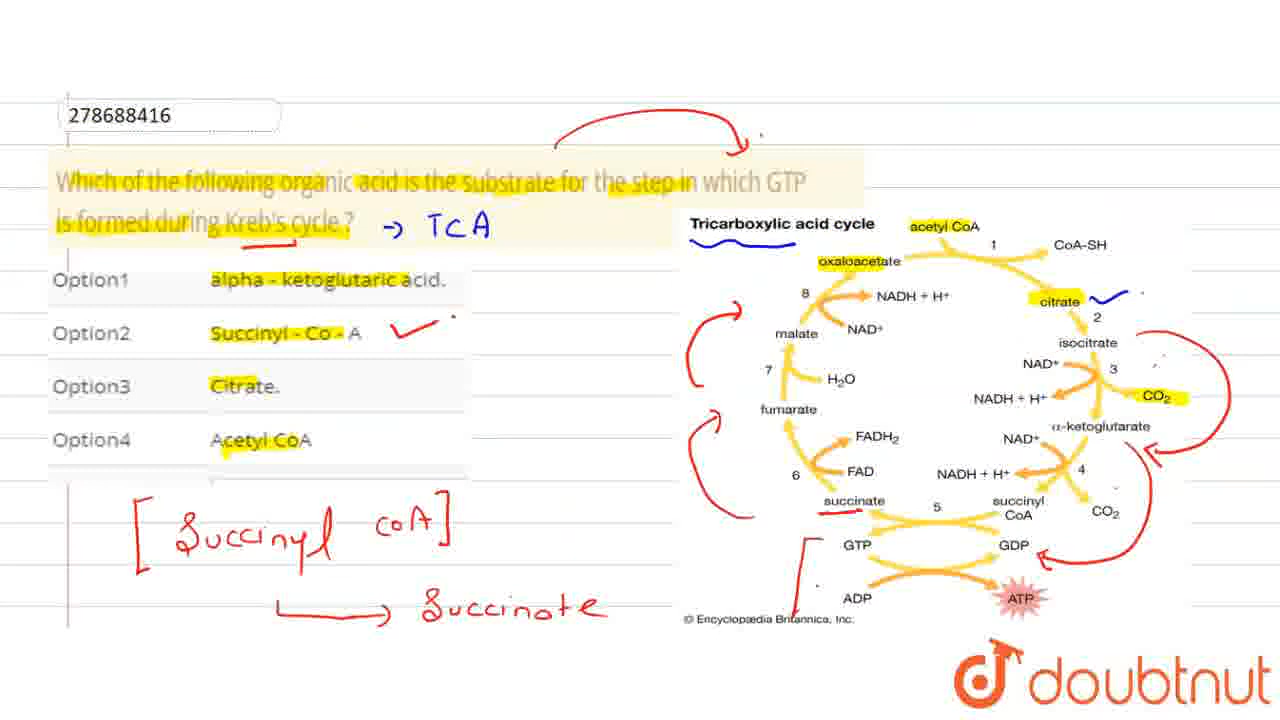 278688416
Which of the following organic acid is the substrate for the step in which GTP
is formed during Kreb's cycle ? → TCA
Option1 alpha - ketoglutaric acid.
Option2 Succinyl - Co - A
Option3 Citrate.
Option4 Acetyl CoA
[Succinyl CoA]
→ Succinate
Tricarboxylic acid cycle
acetyl CoA
1
CoA-SH
oxaloacetate
citrate
8
NADH + H⁺
2
malate
NAD⁺
isocitrate
NAD⁺
3
7
H₂O
NADH + H⁺
CO₂
fumarate
α-ketoglutarate
FADH₂
NAD⁺
6
FAD
NADH + H⁺
4
succinate
5
succinyl
CoA
CO₂
GTP
GDP
ADP
ATP
© Encyclopædia Britannica, Inc.
doubtnut